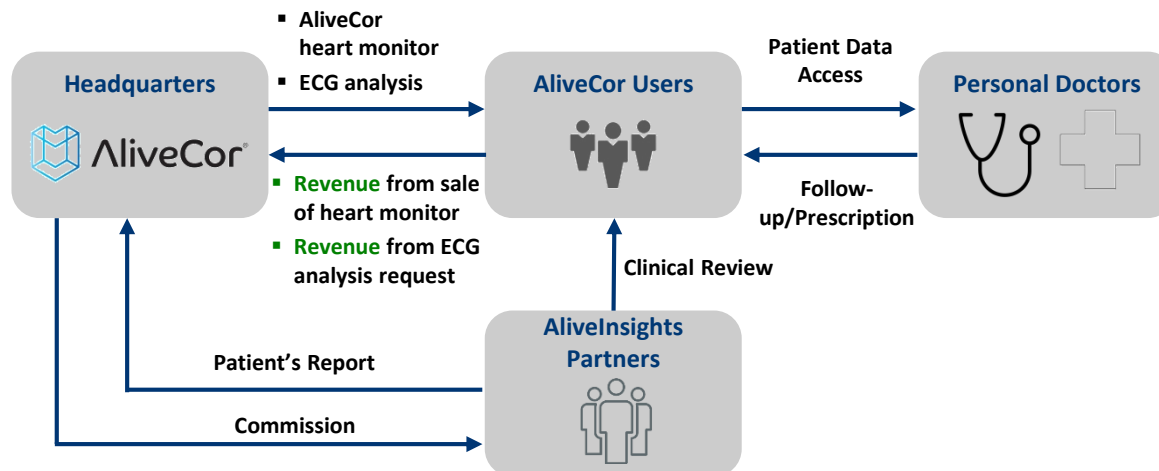 ▪ AliveCor
heart monitor
▪ ECG analysis
Patient Data
Access
Headquarters
AliveCor®
AliveCor Users
Personal Doctors
▪ Revenue from sale
of heart monitor
▪ Revenue from ECG
analysis request
Follow-
up/Prescription
Clinical Review
AliveInsights
Partners
Patient’s Report
Commission